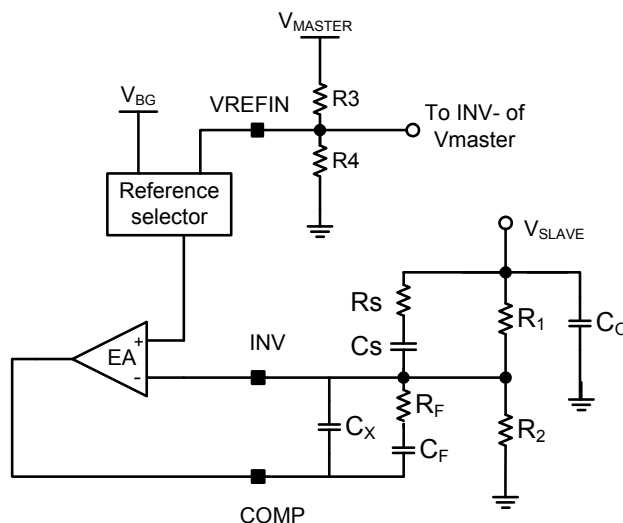 VMASTER
R3
VBG
VREFIN
To INV- of
Vmaster
R4
Reference
selector
VSLAVE
Rs
R1
Cs
CO
INV
EA
+
-
RF
R2
CX
CF
COMP